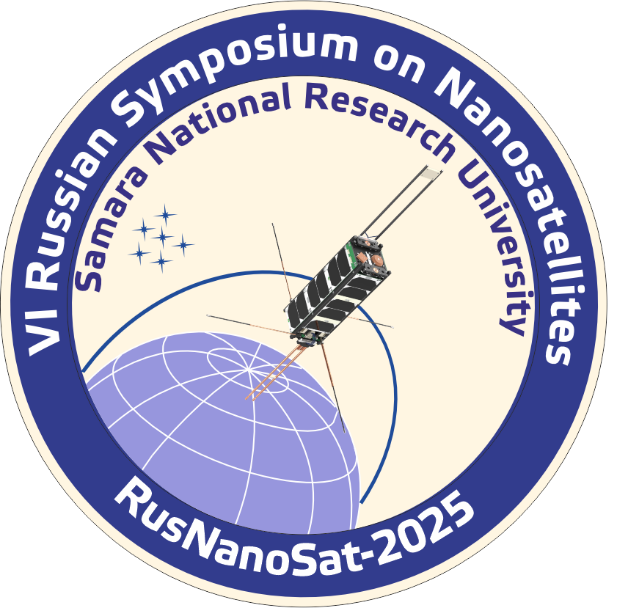 VI Russian Symposium on Nanosatellites
Samara National Research University
RusNanoSat-2025